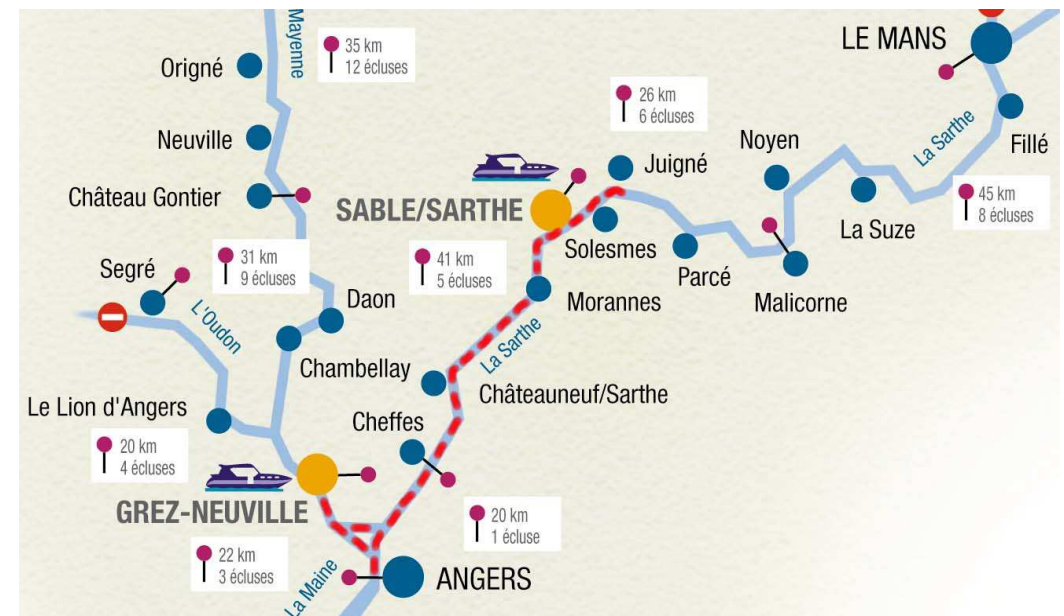 Mayenne
35 km
12 écluses
LE MANS
Origné
26 km
6 écluses
Neuville
Juigné
Noyen
La Sarthe
Fillé
Château Gontier
SABLE/SARTHE
45 km
8 écluses
Solesmes
La Suze
31 km
9 écluses
41 km
5 écluses
Parcé
Segré
Malicorne
L'Oudon
Daon
Morannes
La Sarthe
Chambellay
Châteauneuf/Sarthe
Le Lion d'Angers
Cheffes
20 km
4 écluses
GREZ-NEUVILLE
20 km
1 écluse
22 km
3 écluses
La Maine
ANGERS